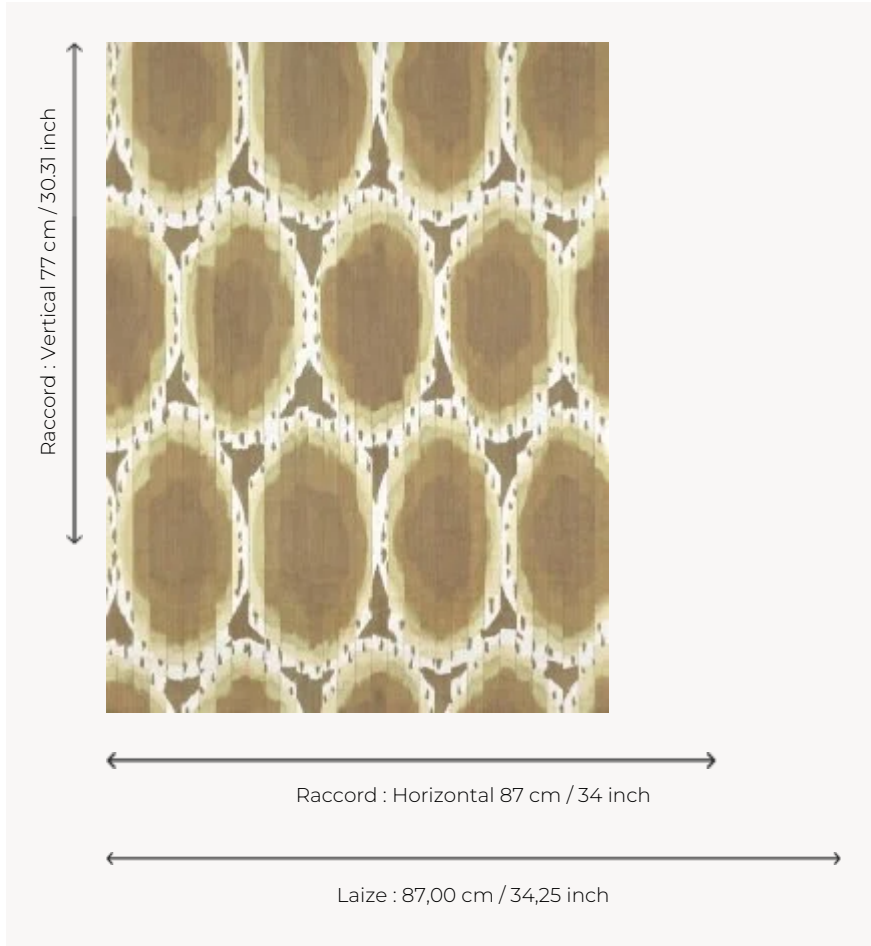 Raccord : Vertical 77 cm / 30.31 inch
Raccord : Horizontal 87 cm / 34 inch
Laize : 87,00 cm / 34,25 inch